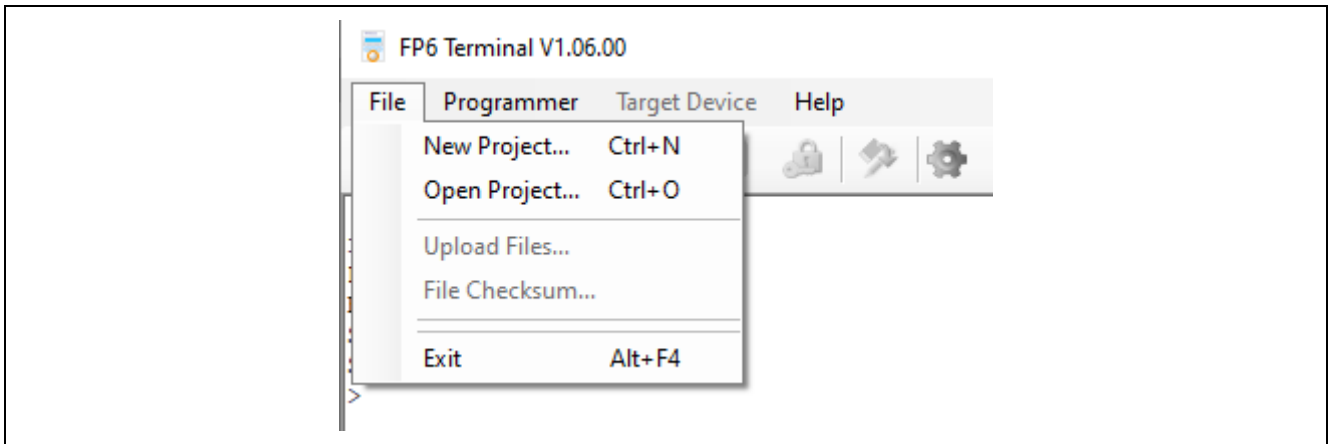 FP6 Terminal V1.06.00
File Programmer Target Device Help
New Project... Ctrl+N
Open Project... Ctrl+O
Upload Files...
File Checksum...
Exit Alt+F4
>